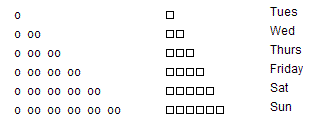 o □ Tues
o oo □□ Wed
o oo oo □□□ Thurs
o oo oo oo □□□□ Friday
o oo oo oo oo □□□□□ Sat
o oo oo oo oo oo □□□□□□ Sun